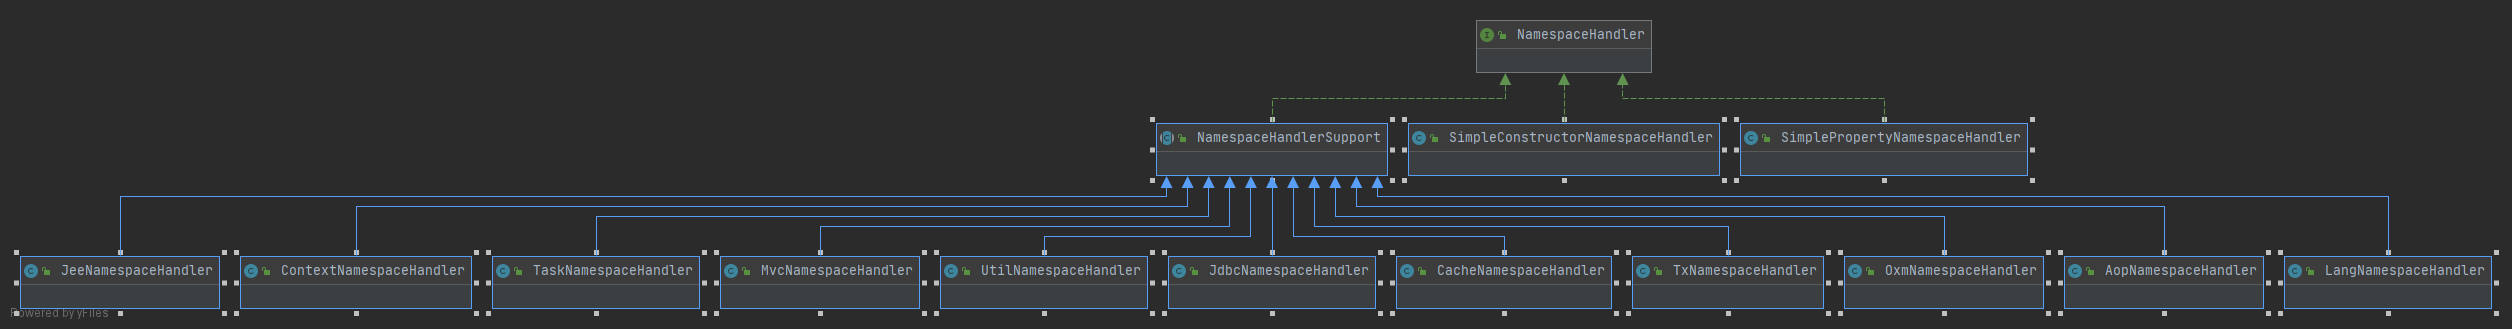 NamespaceHandler
NamespaceHandlerSupport
SimpleConstructorNamespaceHandler
SimplePropertyNamespaceHandler
JeeNamespaceHandler
ContextNamespaceHandler
TaskNamespaceHandler
MvcNamespaceHandler
UtilNamespaceHandler
JdbcNamespaceHandler
CacheNamespaceHandler
TxNamespaceHandler
OxmNamespaceHandler
AopNamespaceHandler
LangNamespaceHandler
Powered by yFiles